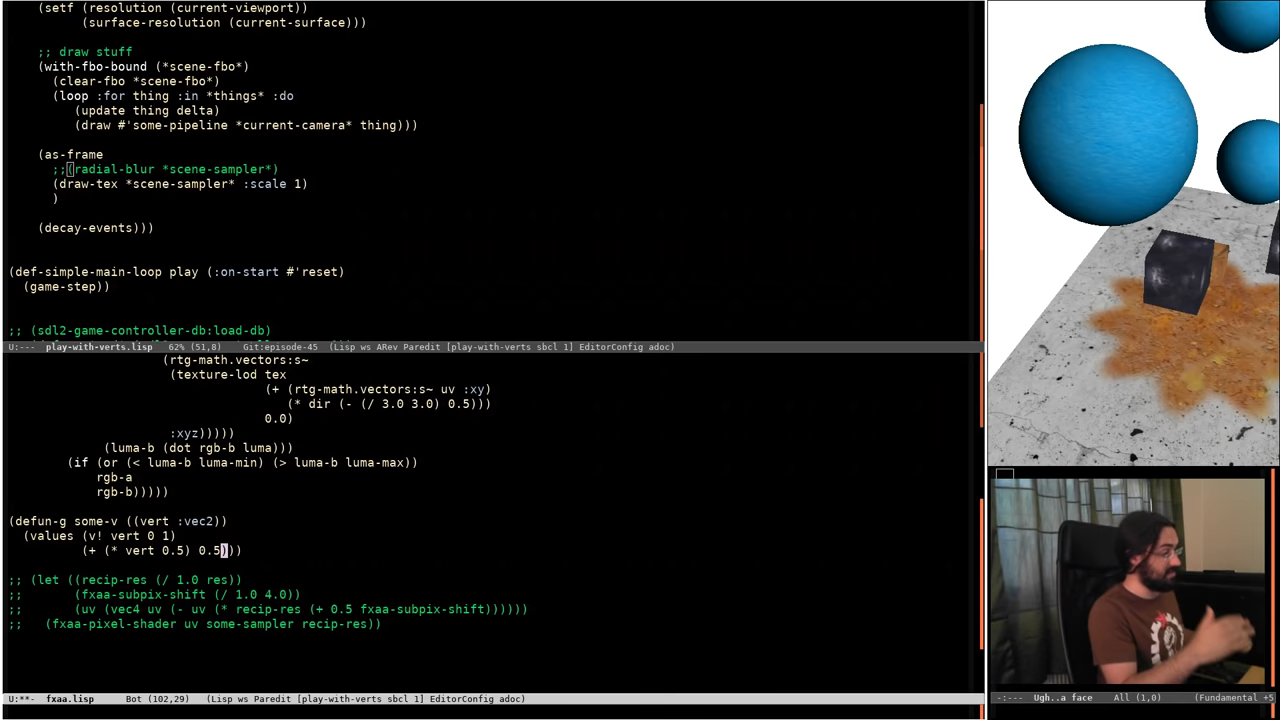 (setf (resolution (current-viewport))
(surface-resolution (current-surface)))
;; draw stuff
(with-fbo-bound (*scene-fbo*)
(clear-fbo *scene-fbo*)
(loop :for thing :in *things* :do
(update thing delta)
(draw #'some-pipeline *current-camera* thing)))
(as-frame
;;(radial-blur *scene-sampler*)
(draw-tex *scene-sampler* :scale 1)
)
(decay-events)))
(def-simple-main-loop play (:on-start #'reset)
(game-step))
;; (sdl2-game-controller-db:load-db)
U:--- play-with-verts.lisp 62% (51,8) Git:episode-45 (Lisp ws ARev Paredit [play-with-verts sbcl 1] EditorConfig adoc)
(rtg-math.vectors:s~
(texture-lod tex
(+ (rtg-math.vectors:s~ uv :xy)
(* dir (- (/ 3.0 3.0) 0.5)))
0.0)
:xyz)))))
(luma-b (dot rgb-b luma)))
(if (or (< luma-b luma-min) (> luma-b luma-max))
rgb-a
rgb-b)))))
(defun-g some-v ((vert :vec2))
(values (v! vert 0 1)
(+ (* vert 0.5) 0.5)))
;; (let ((recip-res (/ 1.0 res))
;; (fxaa-subpix-shift (/ 1.0 4.0))
;; (uv (vec4 uv (- uv (* recip-res (+ 0.5 fxaa-subpix-shift))))))
;; (fxaa-pixel-shader uv some-sampler recip-res))
U:**- fxaa.lisp Bot (102,29) (Lisp ws Paredit [play-with-verts sbcl 1] EditorConfig adoc)
-:--- Ugh..a face All (1,0) (Fundamental +5